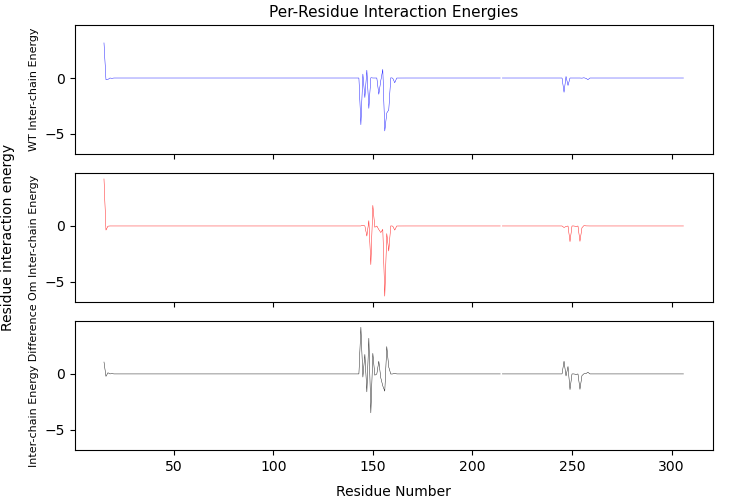 Per-Residue Interaction Energies
Residue interaction energy
WT Inter-chain Energy
0
−5
Om Inter-chain Energy
0
−5
Inter-chain Energy Difference
0
−5
50
100
150
200
250
300
Residue Number